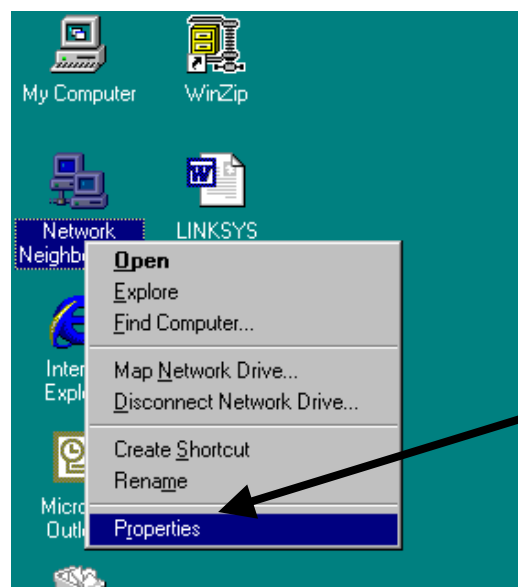 My Computer
WinZip
Network
Neighb
LINKSYS
Open
Explore
Find Computer...
Map Network Drive...
Disconnect Network Drive...
Create Shortcut
Rename
Properties
Inter
Expl
Micro
Outl